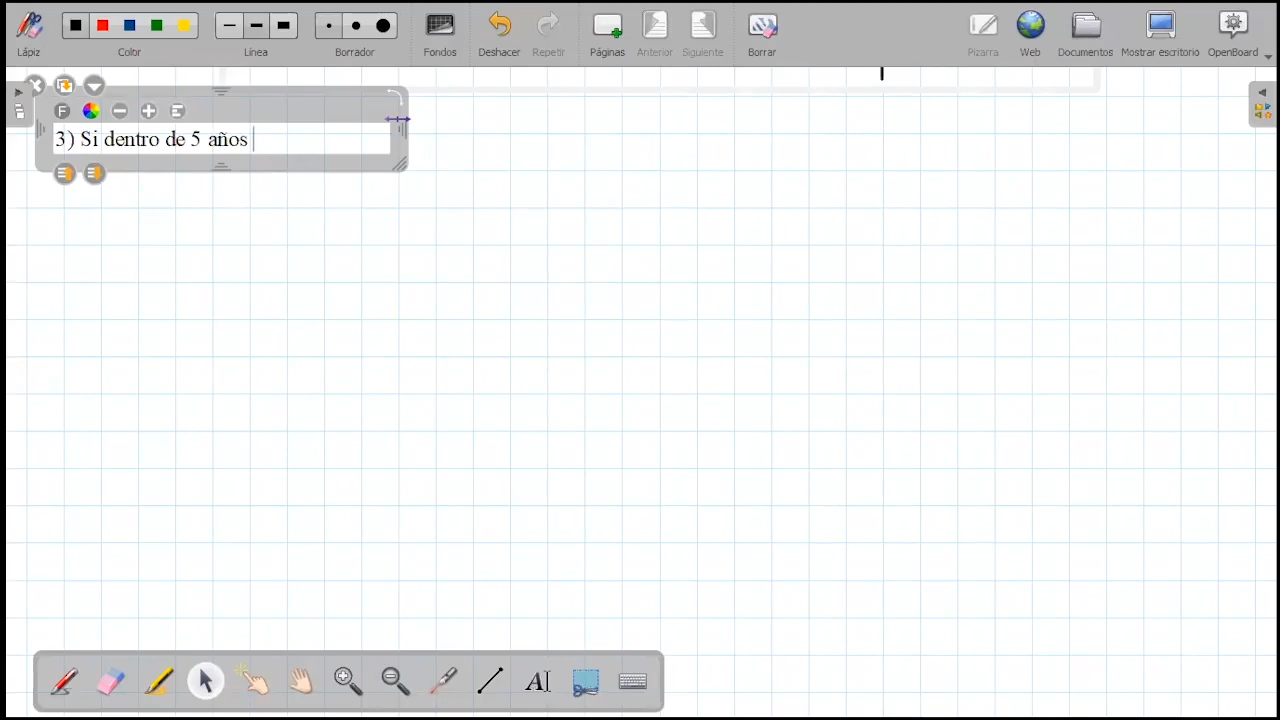 Lápiz Color Línea Borrador Fondos Deshacer Repetir Páginas Anterior Siguiente Borrar Pizarra Web Documentos Mostrar escritorio OpenBoard
F
3) Si dentro de 5 años
AI